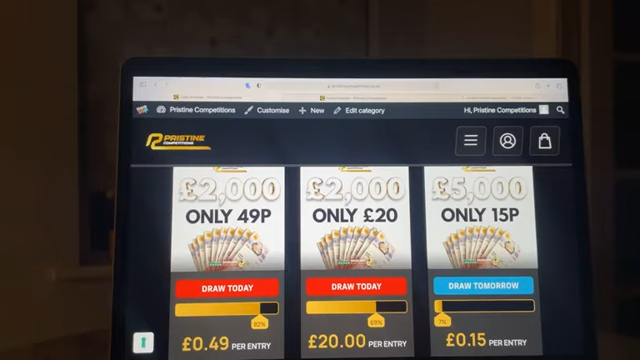 Pristine Competitions Customise New Edit category Hi, Pristine Competitions
PRISTINE
COMPETITIONS
£2,000 £2,000 £5,000
ONLY 49P ONLY £20 ONLY 15P
DRAW TODAY DRAW TODAY DRAW TOMORROW
82% 69% 7%
£0.49 PER ENTRY £20.00 PER ENTRY £0.15 PER ENTRY